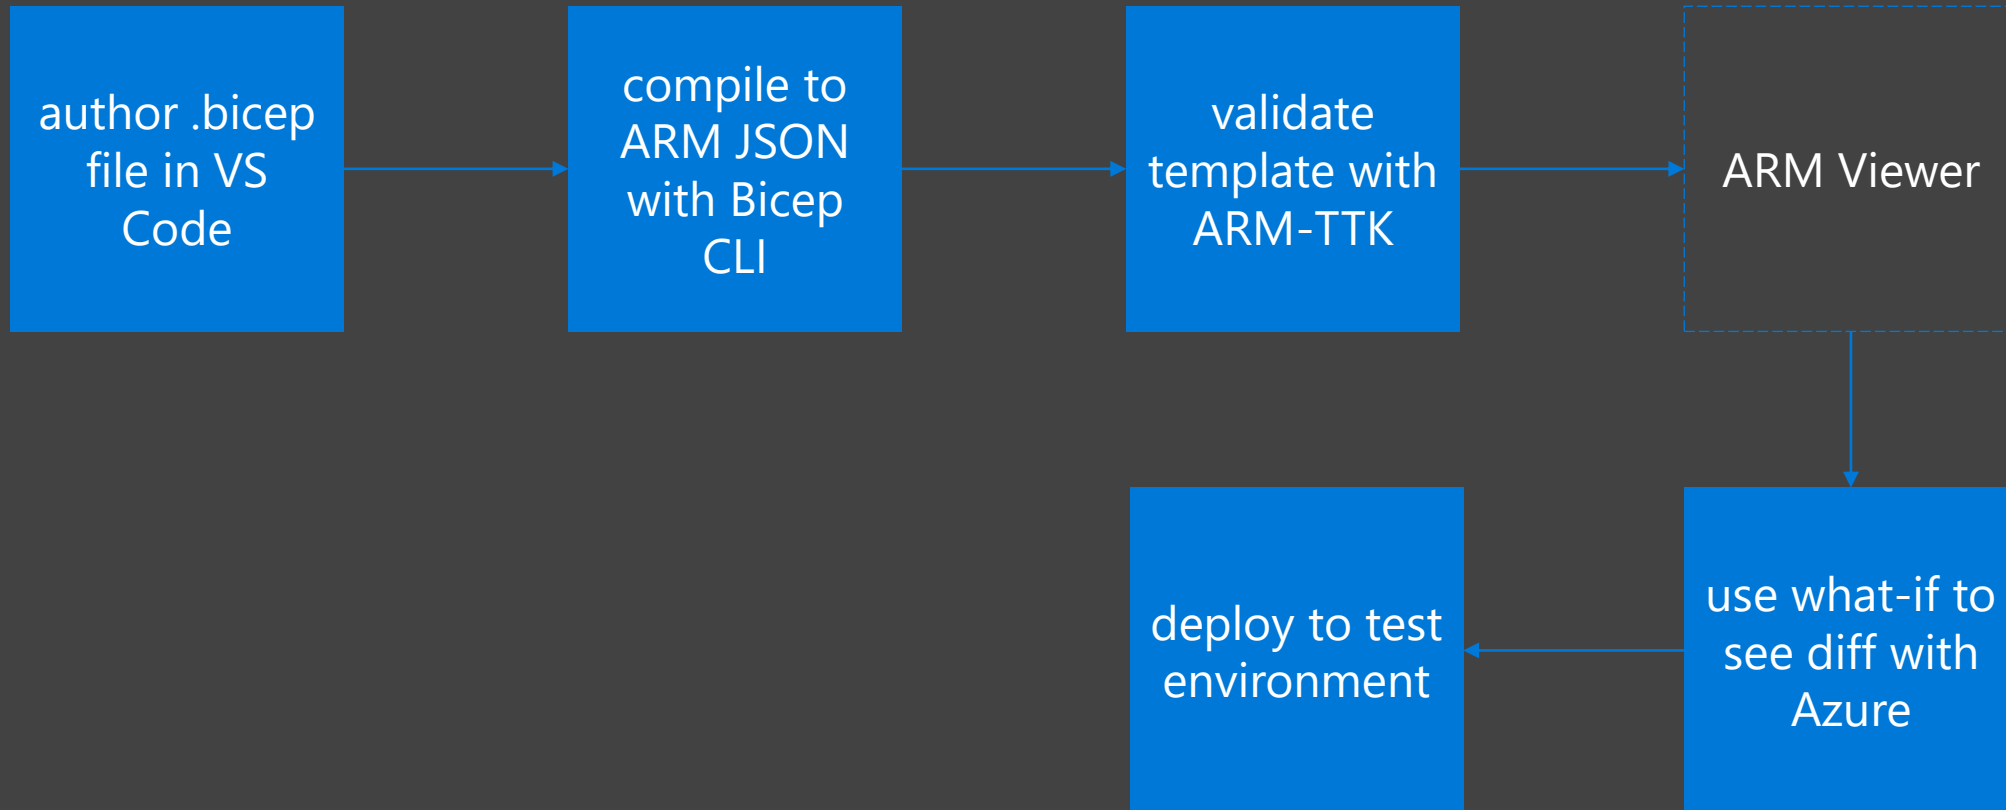 author .bicep
file in VS
Code
compile to
ARM JSON
with Bicep
CLI
validate
template with
ARM-TTK
ARM Viewer
use what-if to
see diff with
Azure
deploy to test
environment